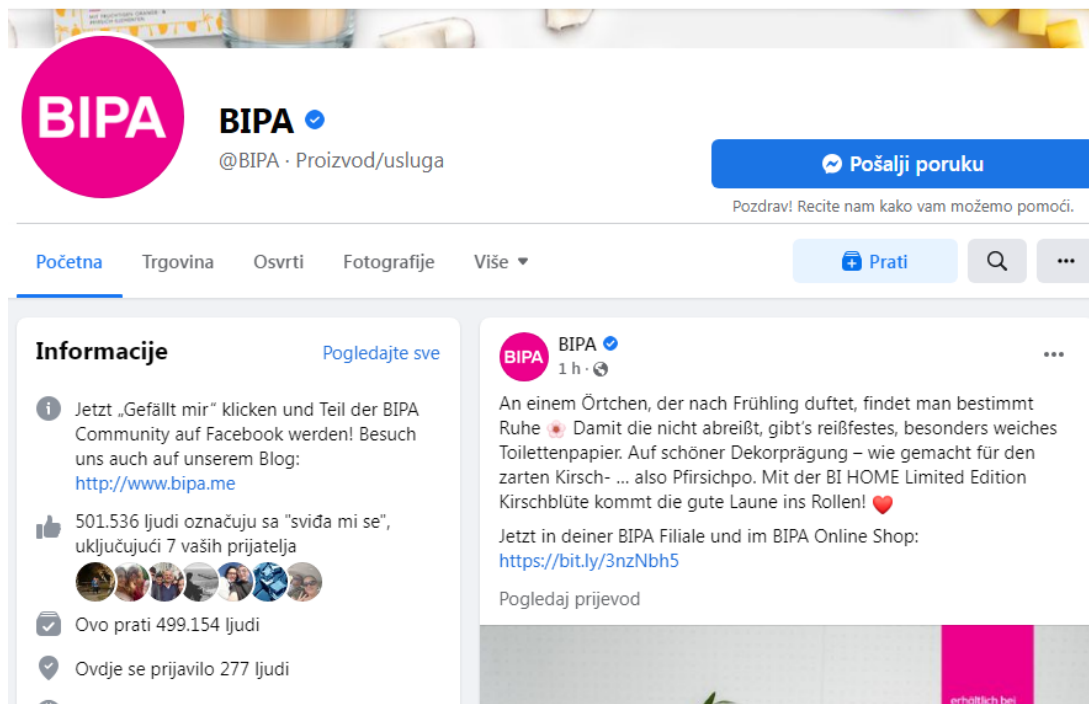 MIT FRUCHTIGEN ORANGE- &
BIPA
BIPA
@BIPA · Proizvod/usluga
Pošalji poruku
Pozdrav! Recite nam kako vam možemo pomoći.
Početna
Trgovina
Osvrti
Fotografije
Više
Prati
Informacije
Pogledajte sve
Jetzt „Gefällt mir“ klicken und Teil der BIPA
Community auf Facebook werden! Besuch
uns auch auf unserem Blog:
http://www.bipa.me
501.536 ljudi označuju sa "sviđa mi se",
uključujući 7 vaših prijatelja
Ovo prati 499.154 ljudi
Ovdje se prijavilo 277 ljudi
BIPA
BIPA
1 h ·
An einem Örtchen, der nach Frühling duftet, findet man bestimmt
Ruhe 🌸 Damit die nicht abreißt, gibt‘s reißfestes, besonders weiches
Toilettenpapier. Auf schöner Dekorprägung – wie gemacht für den
zarten Kirsch- ... also Pfirsichpo. Mit der BI HOME Limited Edition
Kirschblüte kommt die gute Laune ins Rollen! ❤️
Jetzt in deiner BIPA Filiale und im BIPA Online Shop:
https://bit.ly/3nzNbh5
Pogledaj prijevod
erhältlich bei